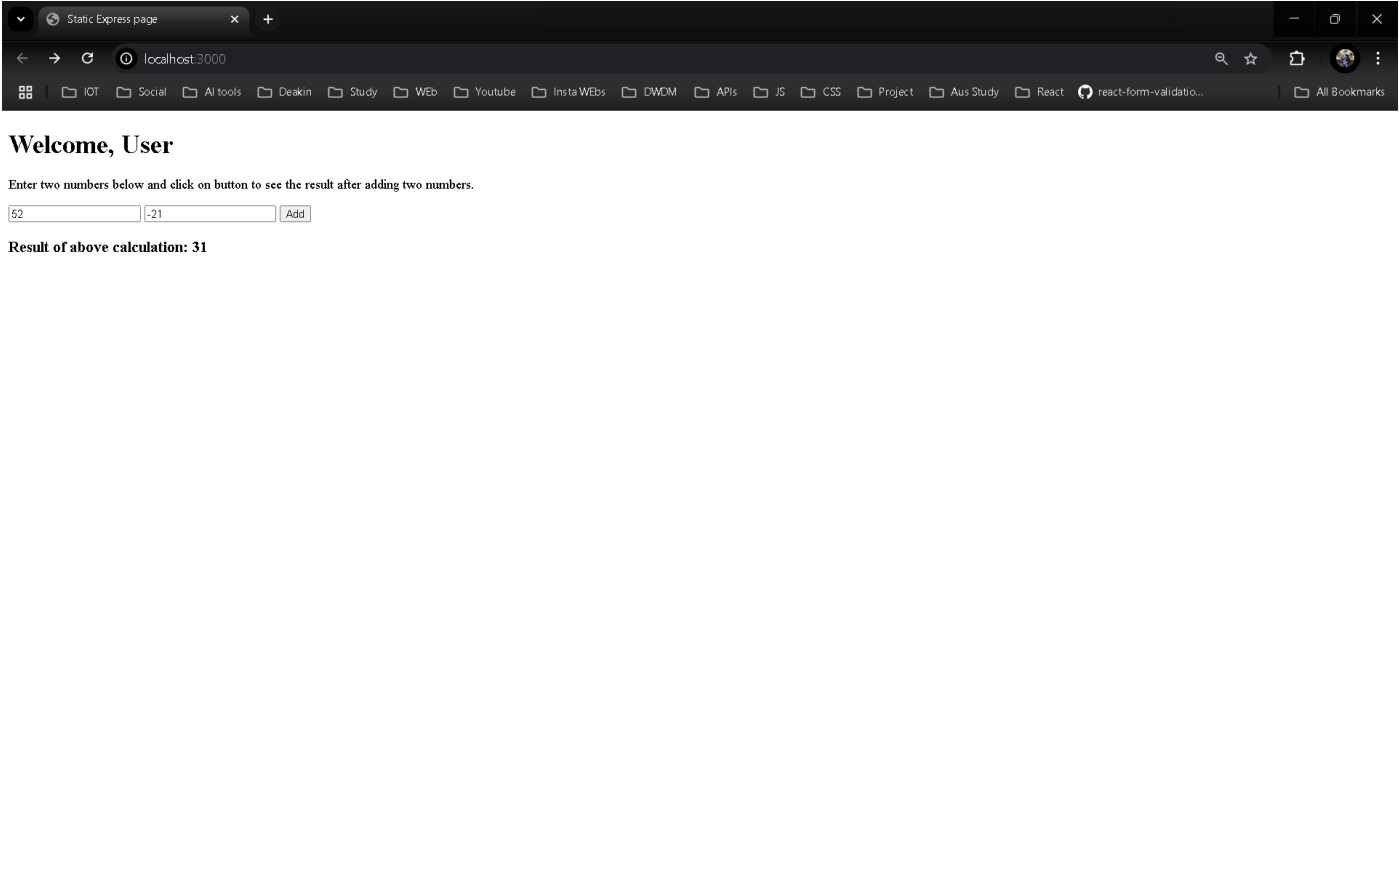 Static Express page
localhost:3000
IOT Social AI tools Deakin Study WEb Youtube Insta WEbs DWDM APIs JS CSS Project Aus Study React react-form-validatio... All Bookmarks
Welcome, User
Enter two numbers below and click on button to see the result after adding two numbers.
52 -21 Add
Result of above calculation: 31